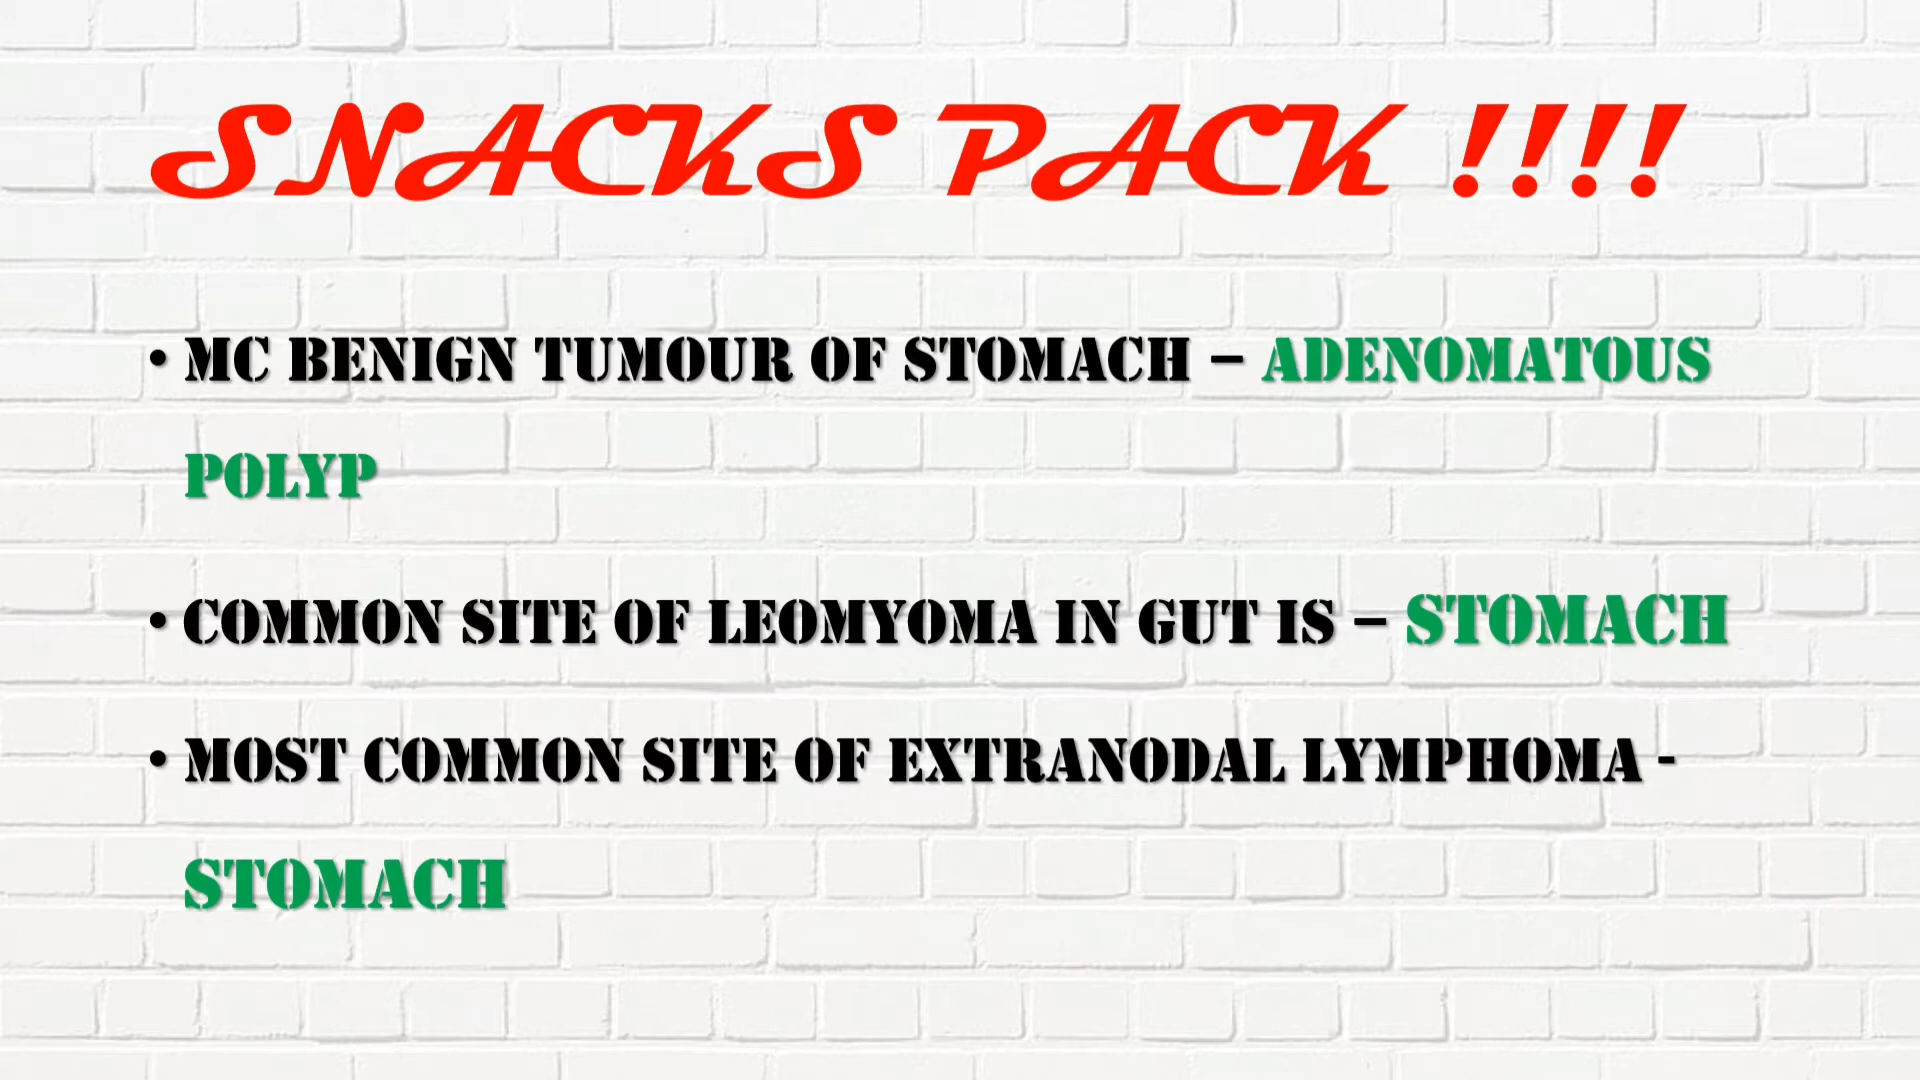 SNACKS PACK !!!!
• MC BENIGN TUMOUR OF STOMACH – ADENOMATOUS
POLYP
• COMMON SITE OF LEOMYOMA IN GUT IS – STOMACH
• MOST COMMON SITE OF EXTRANODAL LYMPHOMA -
STOMACH